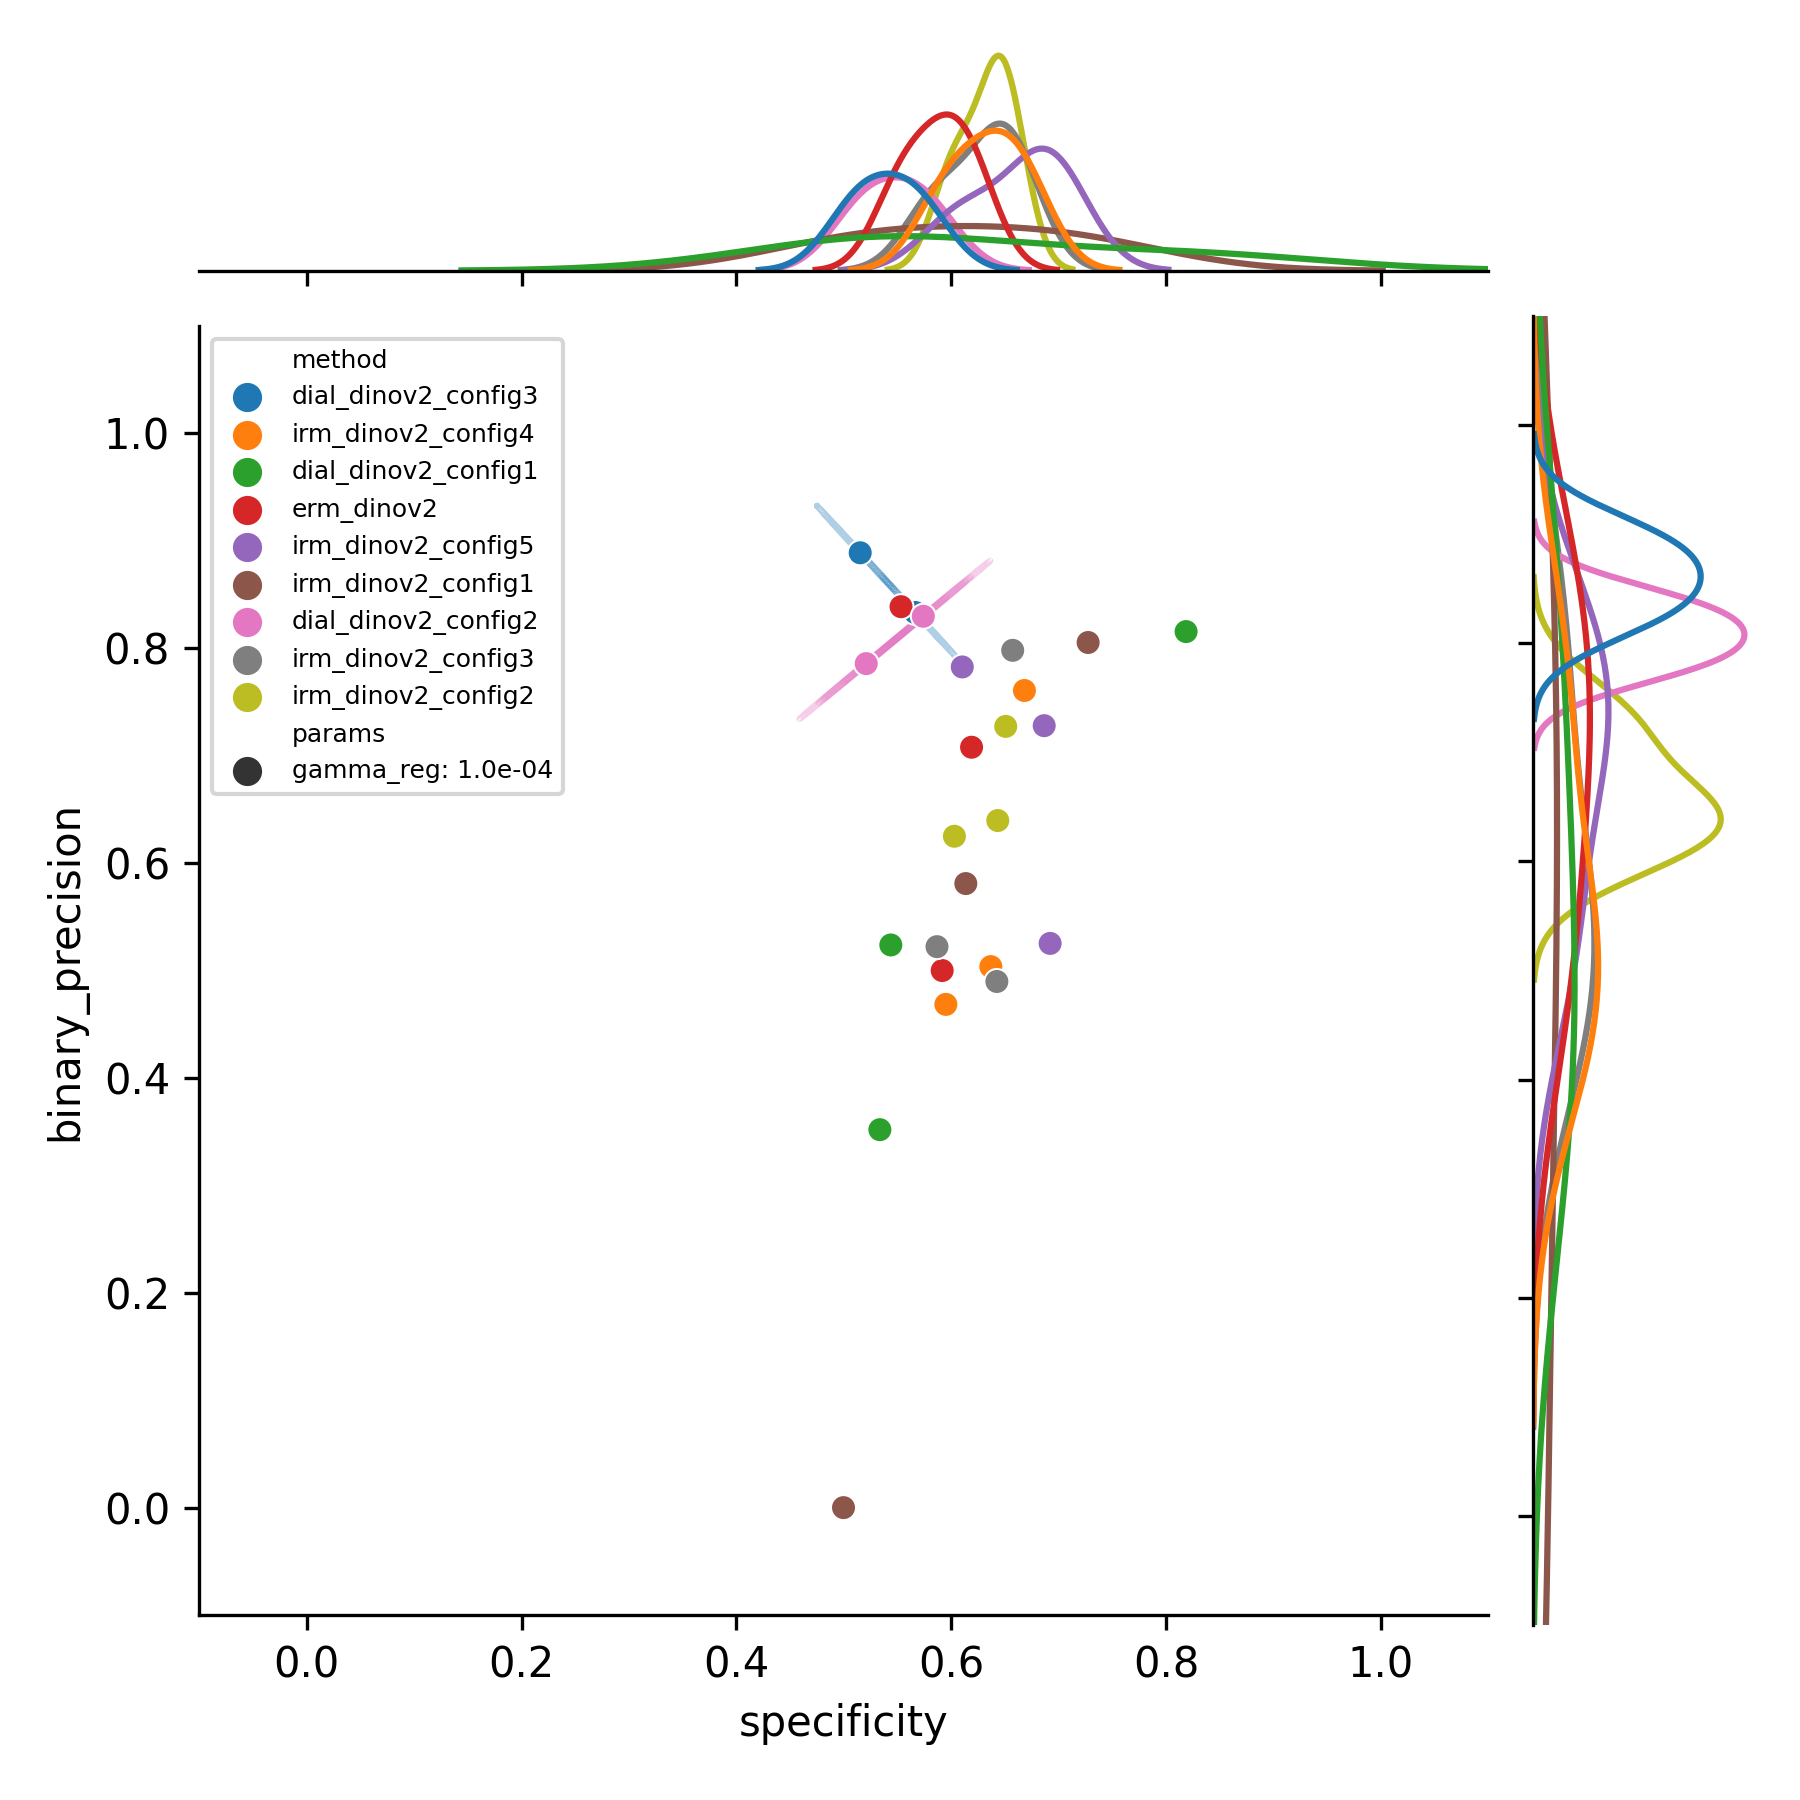 method
dial_dinov2_config3
irm_dinov2_config4
dial_dinov2_config1
erm_dinov2
irm_dinov2_config5
irm_dinov2_config1
dial_dinov2_config2
irm_dinov2_config3
irm_dinov2_config2
params
gamma_reg: 1.0e-04
binary_precision
1.0
0.8
0.6
0.4
0.2
0.0
0.0 0.2 0.4 0.6 0.8 1.0
specificity